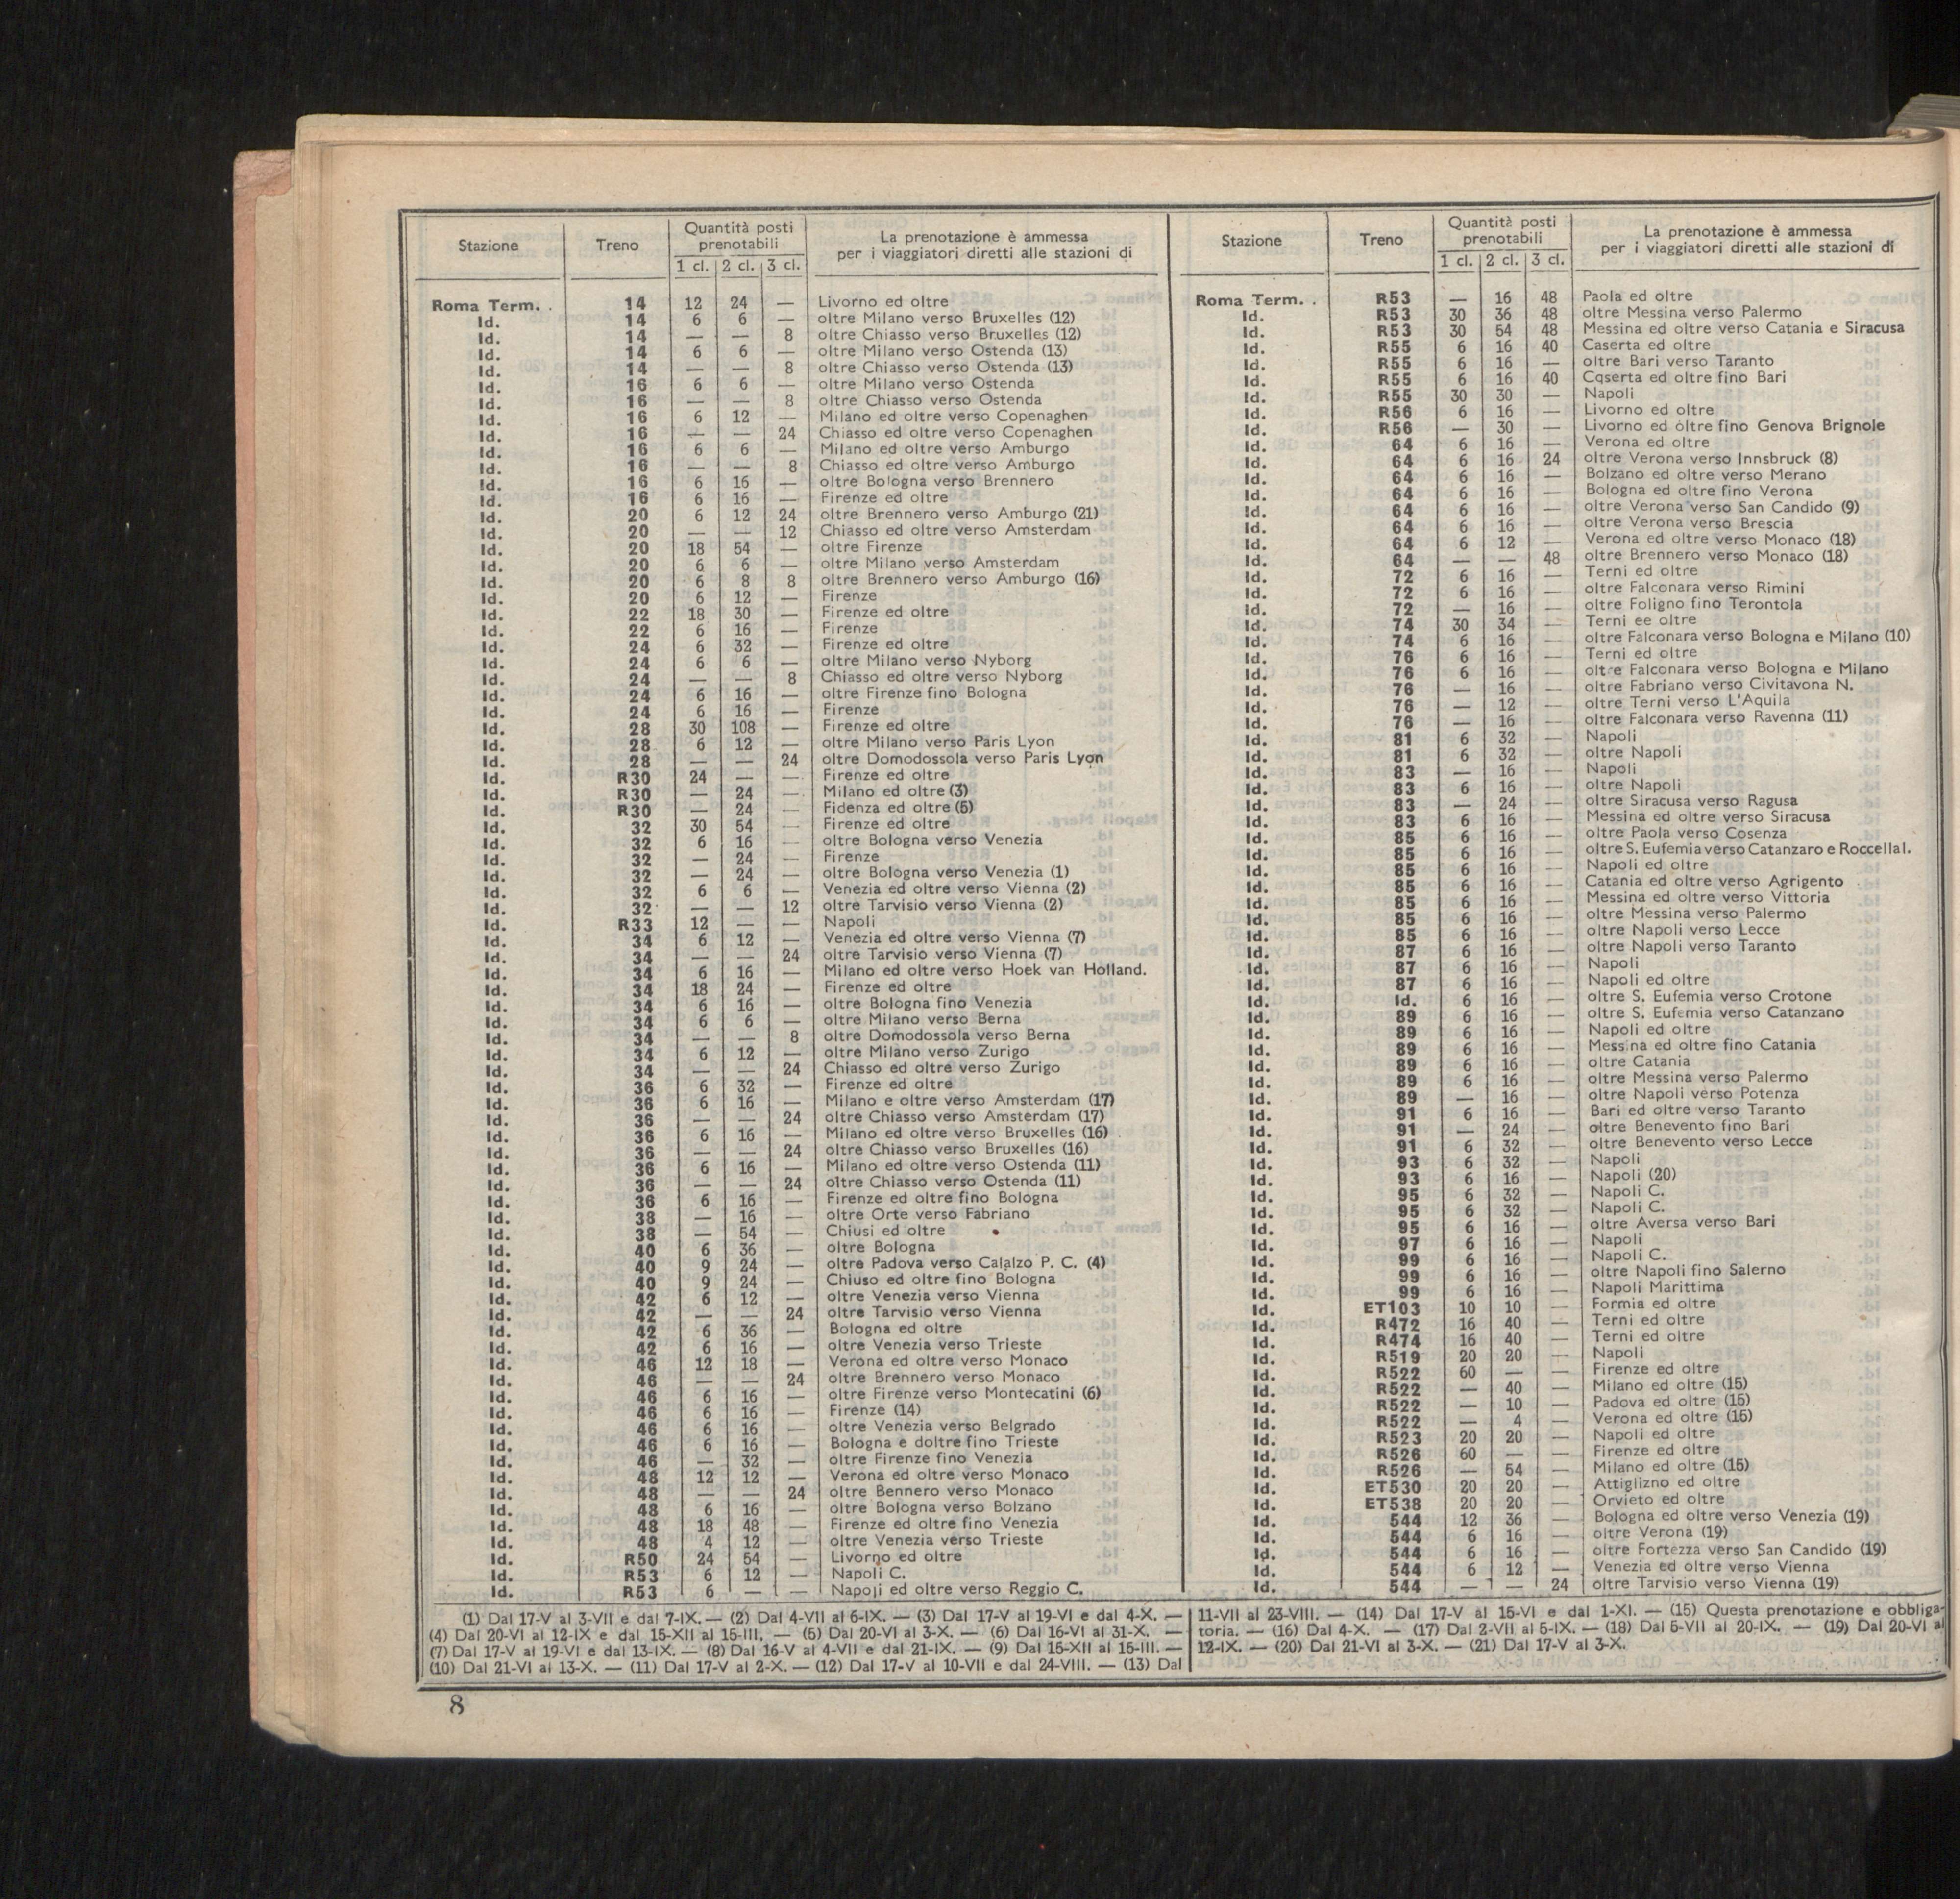 Stazione Treno Quantità posti prenotabili La prenotazione è ammessa per i viaggiatori diretti alle stazioni di
1 cl. 2 cl. 3 cl.
Roma Term. . 14 12 24 — Livorno ed oltre
Id. 14 6 6 — oltre Milano verso Bruxelles (12)
Id. 14 — — 8 oltre Chiasso verso Bruxelles (12)
Id. 14 6 6 — oltre Milano verso Ostenda (13)
Id. 14 — — 8 oltre Chiasso verso Ostenda (13)
Id. 16 6 6 — oltre Milano verso Ostenda
Id. 16 — — 8 oltre Chiasso verso Ostenda
Id. 16 6 12 — Milano ed oltre verso Copenaghen
Id. 16 — — 24 Chiasso ed oltre verso Copenaghen
Id. 16 6 6 — Milano ed oltre verso Amburgo
Id. 16 — — 8 Chiasso ed oltre verso Amburgo
Id. 16 6 16 — oltre Bologna verso Brennero
Id. 16 6 16 — Firenze ed oltre
Id. 20 6 12 24 oltre Brennero verso Amburgo (21)
Id. 20 — — 12 Chiasso ed oltre verso Amsterdam
Id. 20 18 54 — oltre Firenze
Id. 20 6 6 — oltre Milano verso Amsterdam
Id. 20 6 8 8 oltre Brennero verso Amburgo (16)
Id. 20 6 12 — Firenze
Id. 22 18 30 — Firenze ed oltre
Id. 22 6 16 — Firenze
Id. 24 6 32 — Firenze ed oltre
Id. 24 6 6 — oltre Milano verso Nyborg
Id. 24 — — 8 Chiasso ed oltre verso Nyborg
Id. 24 6 16 — oltre Firenze fino Bologna
Id. 24 6 16 — Firenze
Id. 28 30 108 — Firenze ed oltre
Id. 28 6 12 — oltre Milano verso Paris Lyon
Id. 28 — — 24 oltre Domodossola verso Paris Lyon
Id. R30 24 — — Firenze ed oltre
Id. R30 — 24 — Milano ed oltre (3)
Id. R30 — 24 — Fidenza ed oltre (5)
Id. 32 30 54 — Firenze ed oltre
Id. 32 6 16 — oltre Bologna verso Venezia
Id. 32 — 24 — Firenze
Id. 32 — 24 — oltre Bologna verso Venezia (1)
Id. 32 6 6 — Venezia ed oltre verso Vienna (2)
Id. 32 — — 12 oltre Tarvisio verso Vienna (2)
Id. R33 12 — — Napoli
Id. 34 6 12 — Venezia ed oltre verso Vienna (7)
Id. 34 — — 24 oltre Tarvisio verso Vienna (7)
Id. 34 6 16 — Milano ed oltre verso Hoek van Holland.
Id. 34 18 24 — Firenze ed oltre
Id. 34 6 16 — oltre Bologna fino Venezia
Id. 34 6 6 — oltre Milano verso Berna
Id. 34 — — 8 oltre Domodossola verso Berna
Id. 34 6 12 — oltre Milano verso Zurigo
Id. 34 — — 24 Chiasso ed oltre verso Zurigo
Id. 36 6 32 — Firenze ed oltre
Id. 36 6 16 — Milano e oltre verso Amsterdam (17)
Id. 36 — — 24 oltre Chiasso verso Amsterdam (17)
Id. 36 6 16 — Milano ed oltre verso Bruxelles (16)
Id. 36 — — 24 oltre Chiasso verso Bruxelles (16)
Id. 36 6 16 — Milano ed oltre verso Ostenda (11)
Id. 36 — — 24 oltre Chiasso verso Ostenda (11)
Id. 36 6 16 — Firenze ed oltre fino Bologna
Id. 38 — 16 — oltre Orte verso Fabriano
Id. 38 — 54 — Chiusi ed oltre
Id. 40 6 36 — oltre Bologna
Id. 40 9 24 — oltre Padova verso Calalzo P. C. (4)
Id. 40 9 24 — Chiuso ed oltre fino Bologna
Id. 42 6 12 — oltre Venezia verso Vienna
Id. 42 — — 24 oltre Tarvisio verso Vienna
Id. 42 6 36 — Bologna ed oltre
Id. 42 6 16 — oltre Venezia verso Trieste
Id. 46 12 18 — Verona ed oltre verso Monaco
Id. 46 — — 24 oltre Brennero verso Monaco
Id. 46 6 16 — oltre Firenze verso Montecatini (6)
Id. 46 6 16 — Firenze (14)
Id. 46 6 16 — oltre Venezia verso Belgrado
Id. 46 6 16 — Bologna e doltre fino Trieste
Id. 46 — 32 — oltre Firenze fino Venezia
Id. 48 12 12 — Verona ed oltre verso Monaco
Id. 48 — — 24 oltre Bennero verso Monaco
Id. 48 6 16 — oltre Bologna verso Bolzano
Id. 48 18 48 — Firenze ed oltre fino Venezia
Id. 48 4 12 — oltre Venezia verso Trieste
Id. R50 24 54 — Livorno ed oltre
Id. R53 6 12 — Napoli C.
Id. R53 6 — — Napoli ed oltre verso Reggio C.
Stazione Treno Quantità posti prenotabili La prenotazione è ammessa per i viaggiatori diretti alle stazioni di
1 cl. 2 cl. 3 cl.
Roma Term. . R53 — 16 48 Paola ed oltre
Id. R53 30 36 48 oltre Messina verso Palermo
Id. R53 30 54 48 Messina ed oltre verso Catania e Siracusa
Id. R55 6 16 40 Caserta ed oltre
Id. R55 6 16 — oltre Bari verso Taranto
Id. R55 6 16 40 Cqserta ed oltre fino Bari
Id. R55 30 30 — Napoli
Id. R56 6 16 — Livorno ed oltre
Id. R56 — 30 — Livorno ed oltre fino Genova Brignole
Id. 64 6 16 — Verona ed oltre
Id. 64 6 16 24 oltre Verona verso Innsbruck (8)
Id. 64 6 16 — Bolzano ed oltre verso Merano
Id. 64 6 16 — Bologna ed oltre fino Verona
Id. 64 6 16 — oltre Verona verso San Candido (9)
Id. 64 6 16 — oltre Verona verso Brescia
Id. 64 6 12 — Verona ed oltre verso Monaco (18)
Id. 64 — — 48 oltre Brennero verso Monaco (18)
Id. 72 6 16 — Terni ed oltre
Id. 72 6 16 — oltre Falconara verso Rimini
Id. 72 — 16 — oltre Foligno fino Terontola
Id. 74 30 34 — Terni ee oltre
Id. 74 6 16 — oltre Falconara verso Bologna e Milano (10)
Id. 76 6 16 — Terni ed oltre
Id. 76 6 16 — oltre Falconara verso Bologna e Milano
Id. 76 — 16 — oltre Fabriano verso Civitavona N.
Id. 76 — 12 — oltre Terni verso L'Aquila
Id. 76 — 16 — oltre Falconara verso Ravenna (11)
Id. 81 6 32 — Napoli
Id. 81 6 32 — oltre Napoli
Id. 83 — 16 — Napoli
Id. 83 6 16 — oltre Napoli
Id. 83 — 24 — oltre Siracusa verso Ragusa
Id. 83 6 16 — Messina ed oltre verso Siracusa
Id. 85 6 16 — oltre Paola verso Cosenza
Id. 85 6 16 — oltre S. Eufemia verso Catanzaro e Roccella I.
Id. 85 6 16 — Napoli ed oltre
Id. 85 6 16 — Catania ed oltre verso Agrigento
Id. 85 6 16 — Messina ed oltre verso Vittoria
Id. 85 6 16 — oltre Messina verso Palermo
Id. 85 6 16 — oltre Napoli verso Lecce
Id. 87 6 16 — oltre Napoli verso Taranto
Id. 87 6 16 — Napoli
Id. 87 6 16 — Napoli ed oltre
Id. Id. 6 16 — oltre S. Eufemia verso Crotone
Id. 89 6 16 — oltre S. Eufemia verso Catanzano
Id. 89 6 16 — Napoli ed oltre
Id. 89 6 16 — Messina ed oltre fino Catania
Id. 89 6 16 — oltre Catania
Id. 89 6 16 — oltre Messina verso Palermo
Id. 89 — 16 — oltre Napoli verso Potenza
Id. 91 6 16 — Bari ed oltre verso Taranto
Id. 91 — 24 — oltre Benevento fino Bari
Id. 91 6 32 — oltre Benevento verso Lecce
Id. 93 6 32 — Napoli
Id. 93 6 16 — Napoli (20)
Id. 95 6 32 — Napoli C.
Id. 95 6 32 — Napoli C.
Id. 95 6 16 — oltre Aversa verso Bari
Id. 97 6 16 — Napoli
Id. 99 6 16 — Napoli C.
Id. 99 6 16 — oltre Napoli fino Salerno
Id. 99 6 16 — Napoli Marittima
Id. ET103 10 10 — Formia ed oltre
Id. R472 16 40 — Terni ed oltre
Id. R474 16 40 — Terni ed oltre
Id. R519 20 20 — Napoli
Id. R522 60 — — Firenze ed oltre
Id. R522 — 40 — Milano ed oltre (15)
Id. R522 — 10 — Padova ed oltre (15)
Id. R522 — 4 — Verona ed oltre (15)
Id. R523 20 20 — Napoli ed oltre
Id. R526 60 — — Firenze ed oltre
Id. R526 — 54 — Milano ed oltre (15)
Id. ET530 20 20 — Attiglizno ed oltre
Id. ET538 20 20 — Orvieto ed oltre
Id. 544 12 36 — Bologna ed oltre verso Venezia (19)
Id. 544 6 16 — oltre Verona (19)
Id. 544 6 16 — oltre Fortezza verso San Candido (19)
Id. 544 6 12 — Venezia ed oltre verso Vienna
Id. 544 — — 24 oltre Tarvisio verso Vienna (19)
(1) Dal 17-V al 3-VII e dal 7-IX. — (2) Dal 4-VII al 6-IX. — (3) Dal 17-V al 19-VI e dal 4-X. —
(4) Dal 20-VI al 12-IX e dal 15-XII al 15-III. — (5) Dal 20-VI al 3-X. — (6) Dal 16-VI al 31-X. —
(7) Dal 17-V al 19-VI e dal 13-IX. — (8) Dal 16-V al 4-VII e dal 21-IX. — (9) Dal 15-XII al 15-III. —
(10) Dal 21-VI al 13-X. — (11) Dal 17-V al 2-X. — (12) Dal 17-V al 10-VII e dal 24-VIII. — (13) Dal
11-VII al 23-VIII. — (14) Dal 17-V al 15-VI e dal 1-XI. — (15) Questa prenotazione e obbliga-
toria. — (16) Dal 4-X. — (17) Dal 2-VII al 5-IX. — (18) Dal 5-VII al 20-IX. — (19) Dal 20-VI al
12-IX. — (20) Dal 21-VI al 3-X. — (21) Dal 17-V al 3-X.
8